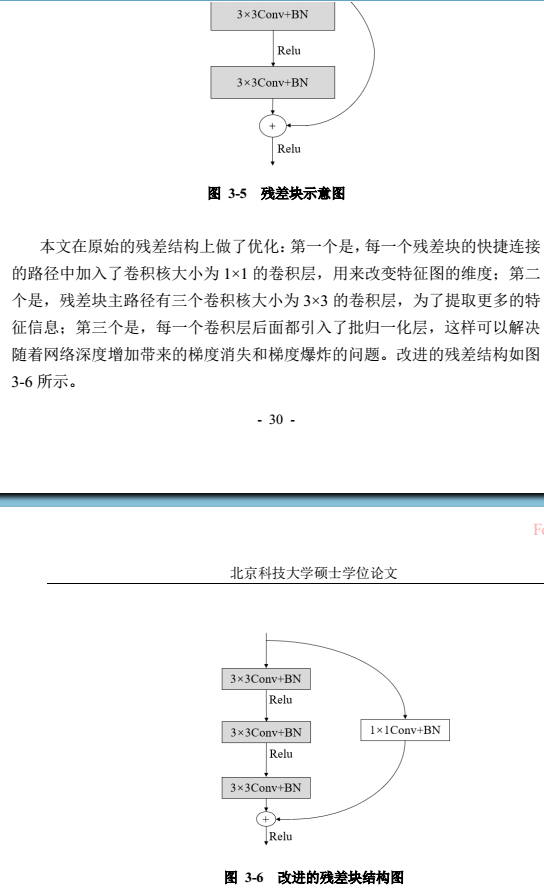 3×3Conv+BN
Relu
3×3Conv+BN
+
Relu
图 3-5 残差块示意图
本文在原始的残差结构上做了优化：第一个是，每一个残差块的快捷连接
的路径中加入了卷积核大小为 1×1 的卷积层，用来改变特征图的维度；第二
个是，残差块主路径有三个卷积核大小为 3×3 的卷积层，为了提取更多的特
征信息；第三个是，每一个卷积层后面都引入了批归一化层，这样可以解决
随着网络深度增加带来的梯度消失和梯度爆炸的问题。改进的残差结构如图
3-6 所示。
- 30 -
北京科技大学硕士学位论文
3×3Conv+BN
Relu
3×3Conv+BN
1×1Conv+BN
Relu
3×3Conv+BN
+
Relu
图 3-6 改进的残差块结构图